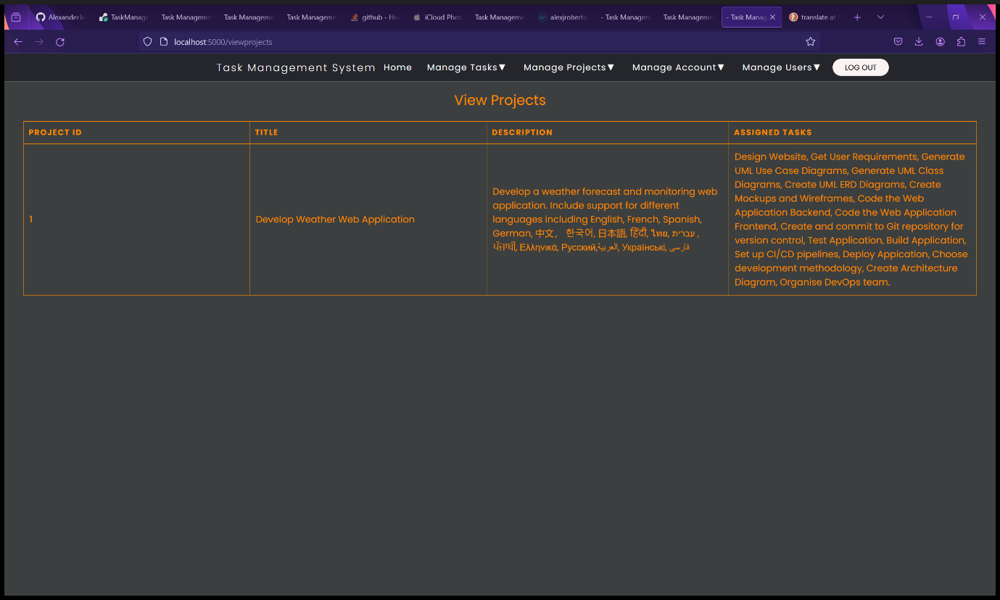 AlexanderJo
TaskManage
Task Manageme
Task Manageme
Task Manageme
github - Ho
iCloud Phot
Task Manageme
alexjroberts
- Task Managem
Task Manageme
- Task Manag
translate at
localhost:5000/viewprojects
Task Management System Home Manage Tasks▼ Manage Projects▼ Manage Account▼ Manage Users▼ LOG OUT
View Projects
PROJECT ID
TITLE
DESCRIPTION
ASSIGNED TASKS
1
Develop Weather Web Application
Develop a weather forecast and monitoring web
application. Include support for different
languages including English, French, Spanish,
German, 中文, 한국어, 日本語, हिंदी, ไทย, עברית ,
ਪੰਜਾਬੀ, Ελληνικά, Русский,العربية, Українські, فارسی
Design Website, Get User Requirements, Generate
UML Use Case Diagrams, Generate UML Class
Diagrams, Create UML ERD Diagrams, Create
Mockups and Wireframes, Code the Web
Application Backend, Code the Web Application
Frontend, Create and commit to Git repository for
version control, Test Application, Build Application,
Set up CI/CD pipelines, Deploy Appication, Choose
development methodology, Create Architecture
Diagram, Organise DevOps team.